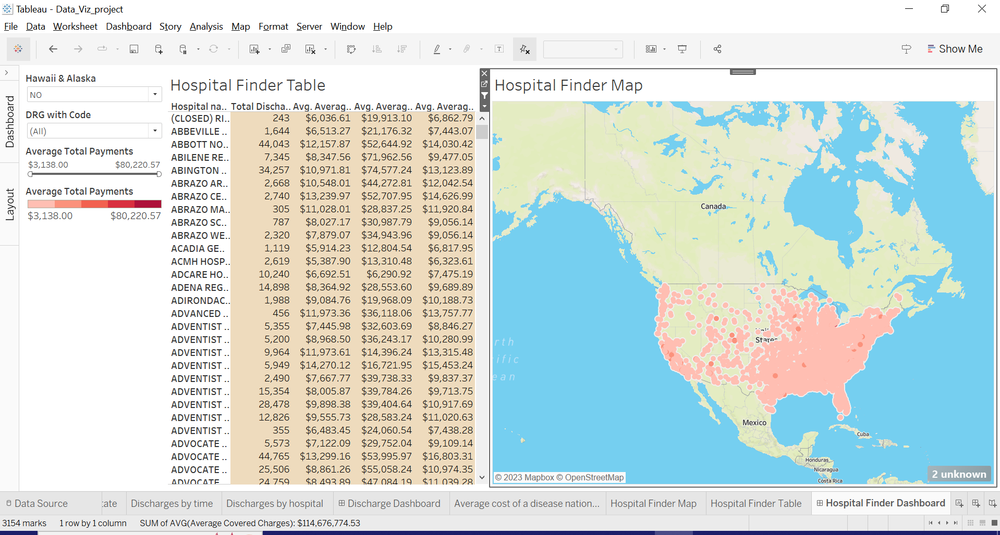 Tableau - Data_Viz_project
File Data Worksheet Dashboard Story Analysis Map Format Server Window Help
Show Me
Dashboard
Layout
Hawaii & Alaska
NO
DRG with Code
(All)
Average Total Payments
$3,138.00 $80,220.57
Average Total Payments
$3,138.00 $80,220.57
Hospital Finder Table
Hospital na.. Total Discha.. Avg. Averag.. Avg. Averag.. Avg. Averag..
(CLOSED) RI.. 243 $6,036.61 $19,913.10 $6,862.79
ABBEVILLE .. 1,644 $6,513.27 $21,176.32 $7,443.07
ABBOTT NO.. 44,043 $12,157.87 $52,644.92 $14,030.42
ABILENE RE.. 7,345 $8,347.56 $71,962.56 $9,477.05
ABINGTON .. 34,257 $10,971.81 $74,577.24 $13,123.89
ABRAZO AR.. 2,668 $10,548.01 $44,272.81 $12,042.54
ABRAZO CE.. 2,740 $13,239.97 $52,707.95 $14,626.99
ABRAZO MA.. 305 $11,028.01 $28,837.25 $11,920.84
ABRAZO SC.. 787 $8,027.17 $30,987.79 $9,056.14
ABRAZO WE.. 2,320 $7,879.07 $34,943.96 $9,056.14
ACADIA GE.. 1,119 $5,914.23 $12,804.54 $6,817.95
ACMH HOSP.. 2,619 $5,387.90 $13,310.48 $6,323.61
ADCARE HO.. 10,240 $6,692.51 $6,290.92 $7,475.19
ADENA REG.. 14,898 $8,364.92 $28,553.60 $9,689.89
ADIRONDAC.. 1,988 $9,084.76 $19,968.09 $10,188.73
ADVANCED .. 456 $11,973.36 $36,118.06 $13,757.77
ADVENTIST .. 5,355 $7,445.98 $32,603.69 $8,846.27
ADVENTIST .. 5,200 $8,968.50 $36,243.17 $10,280.99
ADVENTIST .. 9,964 $11,973.61 $14,396.24 $13,315.48
ADVENTIST .. 5,949 $14,270.12 $16,721.95 $15,453.24
ADVENTIST .. 2,490 $7,667.77 $39,738.33 $9,837.37
ADVENTIST .. 15,354 $8,005.87 $39,784.26 $9,713.75
ADVENTIST .. 28,478 $9,898.38 $39,404.64 $10,917.69
ADVENTIST .. 12,826 $9,555.73 $28,583.24 $11,020.63
ADVENTIST .. 355 $6,483.45 $24,060.54 $7,438.28
ADVOCATE .. 5,573 $7,122.09 $29,752.04 $9,109.14
ADVOCATE .. 44,765 $13,299.16 $53,995.97 $16,803.31
ADVOCATE .. 25,506 $8,861.26 $55,058.24 $10,974.35
ADVOCATE 24,759 $8,493.89 $47,084.19 $11,039.28
Hospital Finder Map
Canada
States
rth
ific
ean
Mexico
Cuba
Honduras
Nicaragua
Costa Rica
© 2023 Mapbox © OpenStreetMap
2 unknown
Data Source tate Discharges by time Discharges by hospital Discharge Dashboard Average cost of a disease nation... Hospital Finder Map Hospital Finder Table Hospital Finder Dashboard
3154 marks 1 row by 1 column SUM of AVG(Average Covered Charges): $114,676,774.53